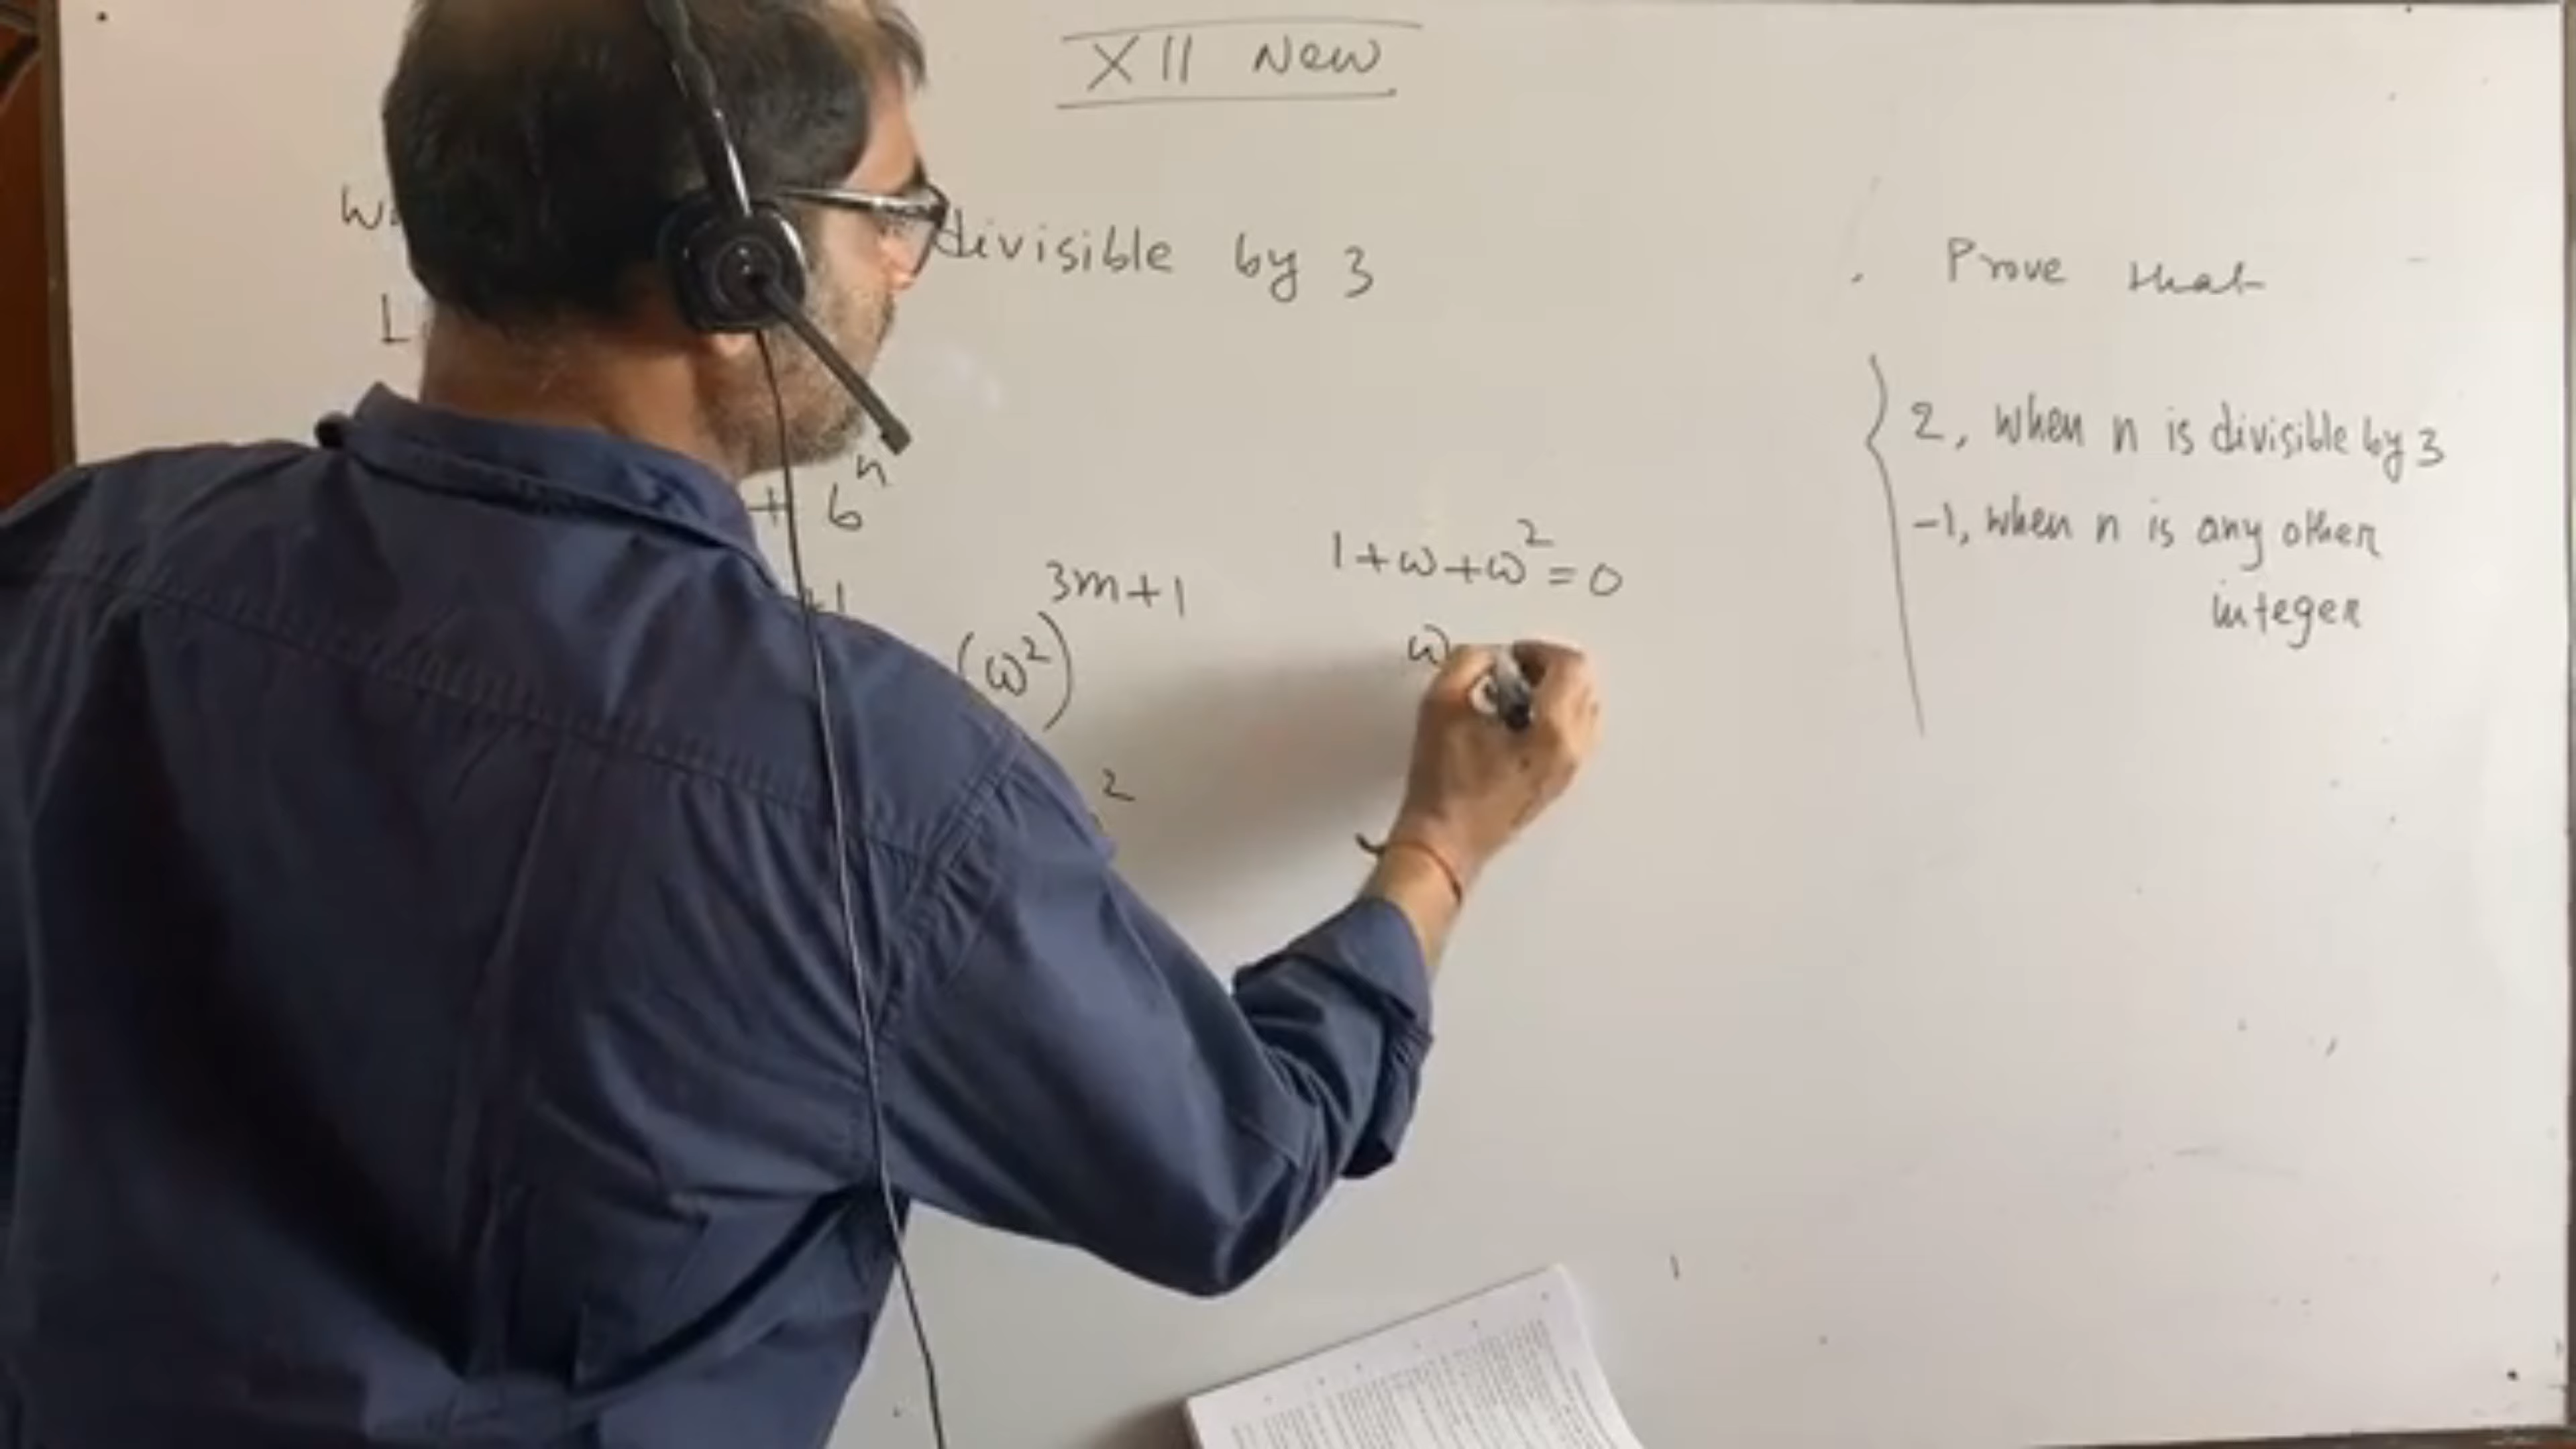 XII New
divisible by 3
+ b^n
+1
(ω²)^3m+1
2
1+ω+ω²=0
ω
Prove that
2, when n is divisible by 3
-1, when n is any other
integer